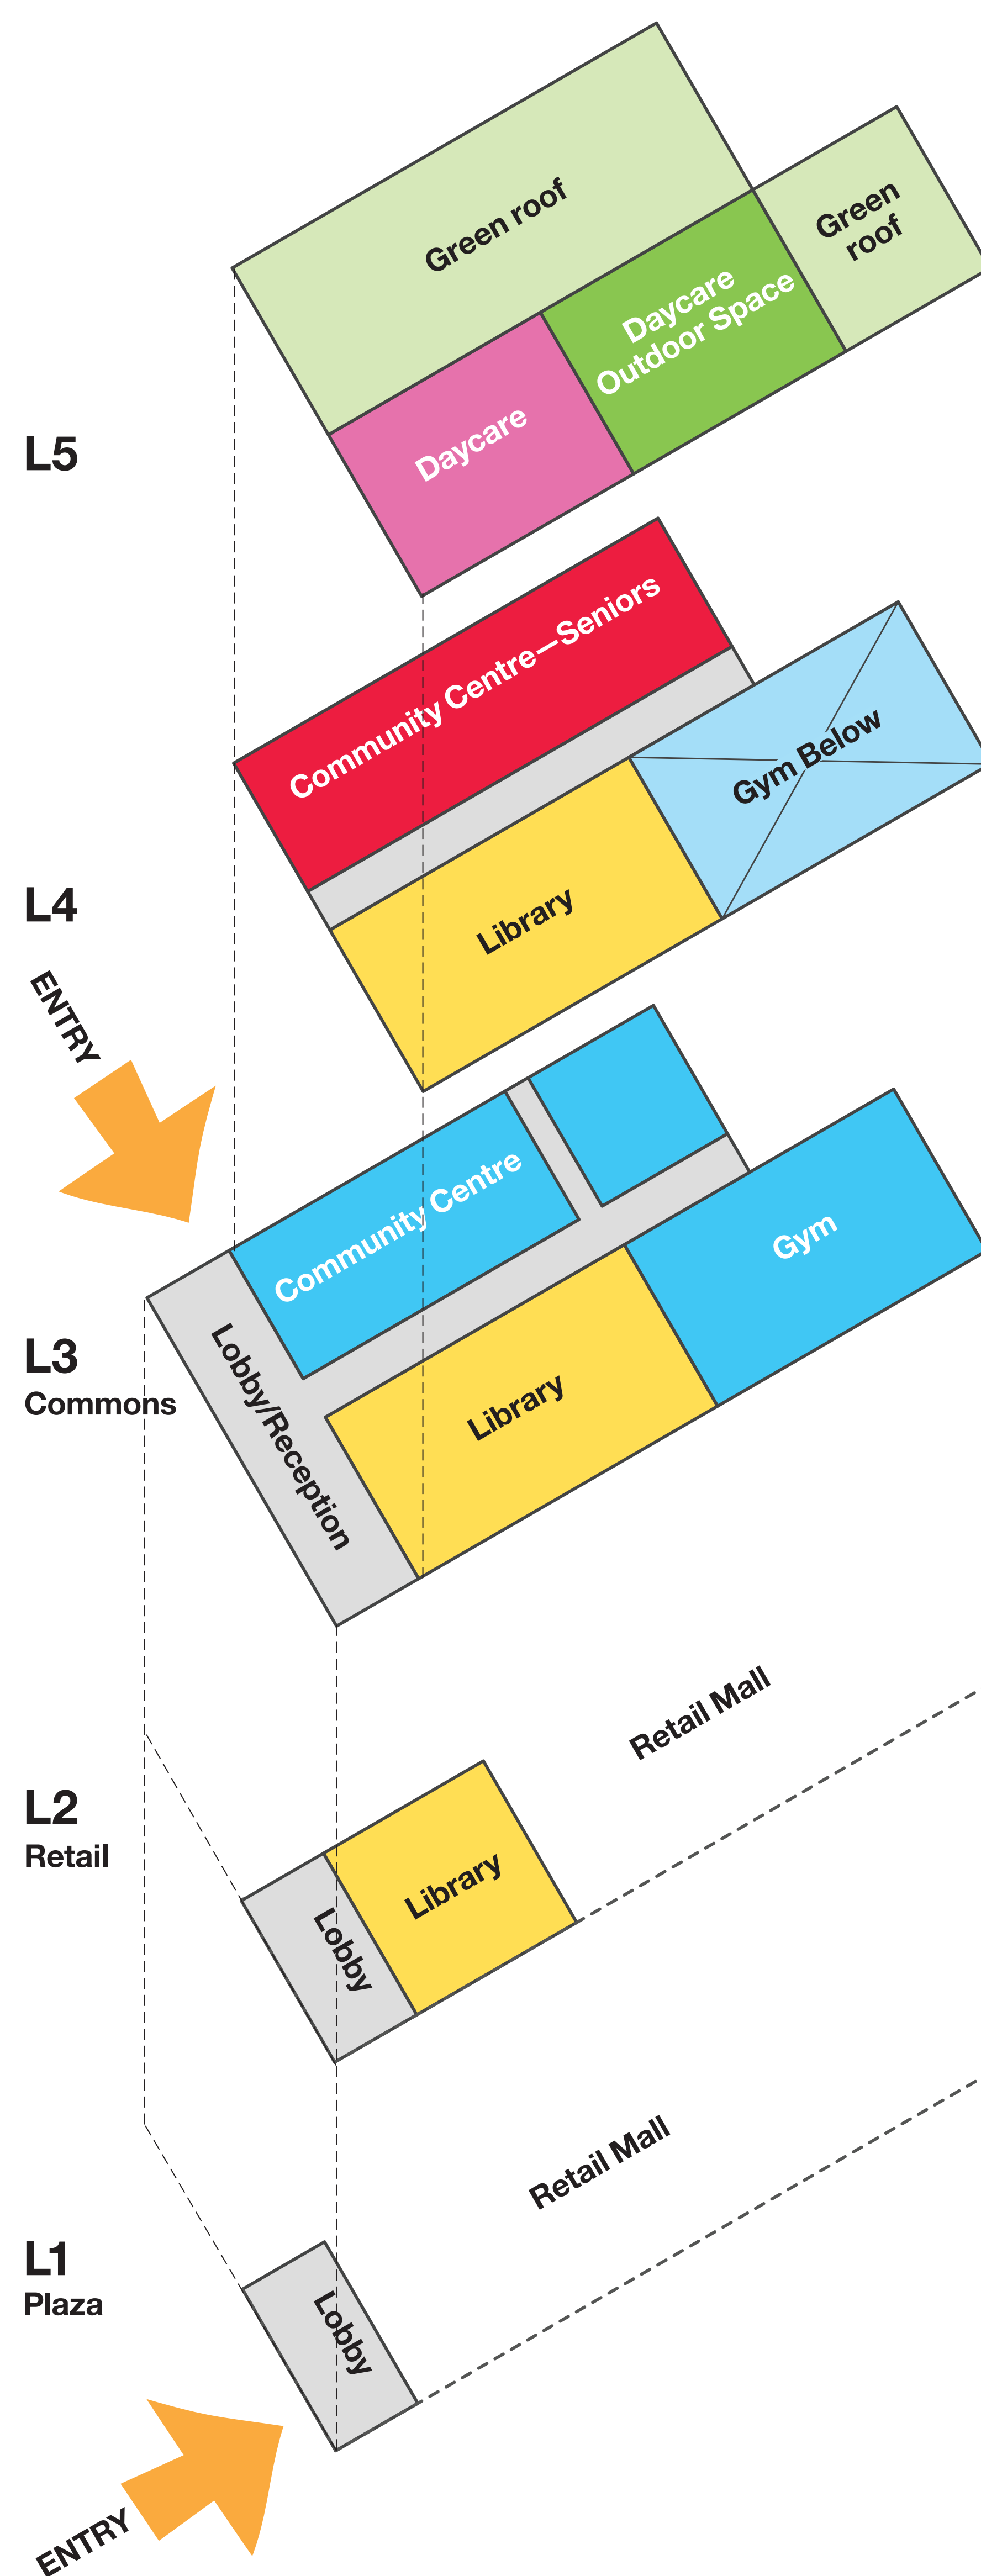 Green roof
Green
roof
Daycare
Outdoor Space
Daycare
L5
Community Centre—Seniors
Gym Below
Library
L4
ENTRY
Community Centre
Gym
Lobby/Reception
Library
L3
Commons
Retail Mall
L2
Retail
Library
Lobby
Retail Mall
L1
Plaza
Lobby
ENTRY